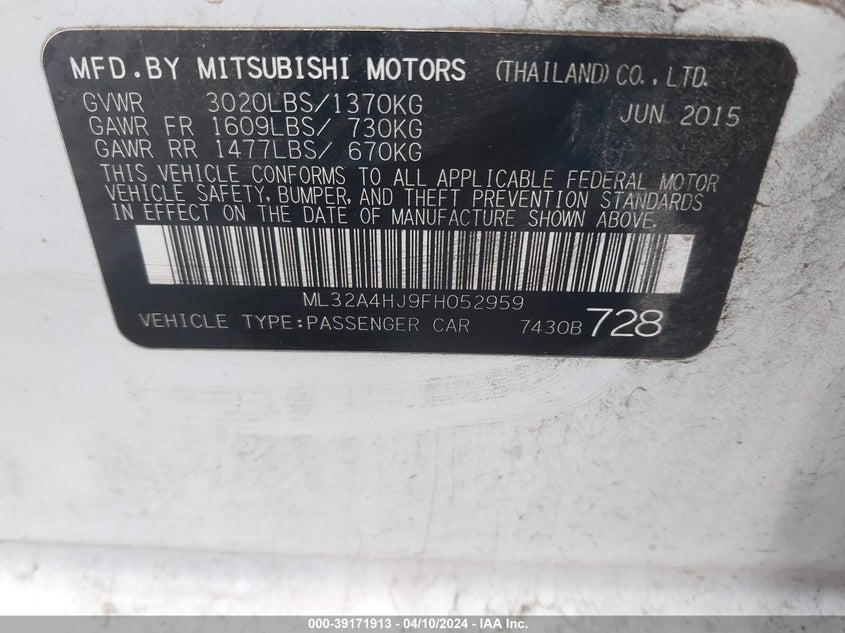 MFD.BY MITSUBISHI MOTORS (THAILAND) CO., LTD.
GVWR 3020LBS/1370KG JUN 2015
GAWR FR 1609LBS/ 730KG
GAWR RR 1477LBS/ 670KG
THIS VEHICLE CONFORMS TO ALL APPLICABLE FEDERAL MOTOR
VEHICLE SAFETY, BUMPER, AND THEFT PREVENTION STANDARDS
IN EFFECT ON THE DATE OF MANUFACTURE SHOWN ABOVE.
ML32A4HJ9FH052959
VEHICLE TYPE:PASSENGER CAR 7430B 728
000-39171913 - 04/10/2024 - IAA Inc.